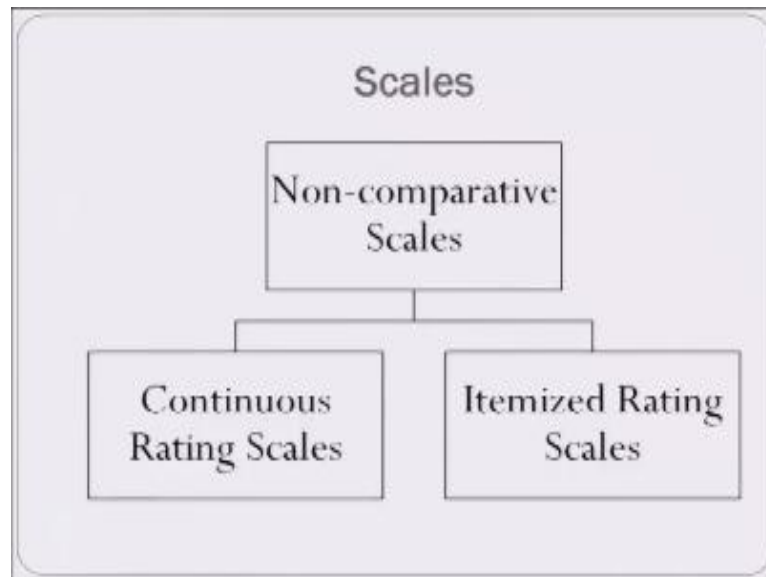 Scales
Non-comparative
Scales
Continuous
Rating Scales
Itemized Rating
Scales